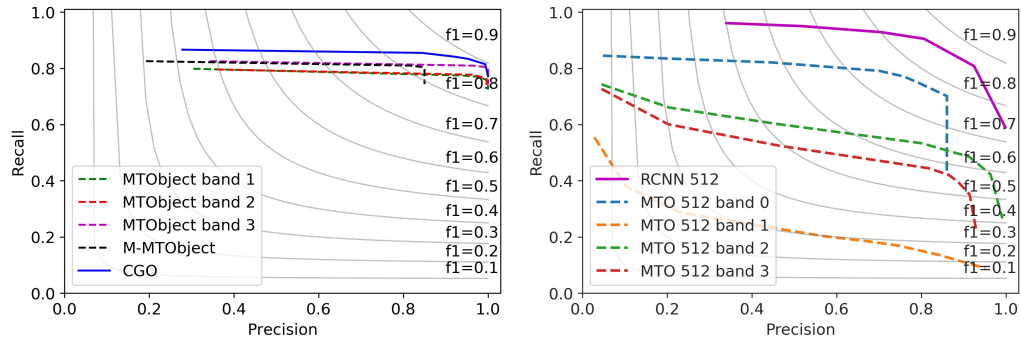 Recall
1.0
0.8
0.6
0.4
0.2
0.0
f1=0.9
f1=0.8
f1=0.7
f1=0.6
f1=0.5
f1=0.4
f1=0.3
f1=0.2
f1=0.1
MTObject band 1
MTObject band 2
MTObject band 3
M-MTObject
CGO
0.0 0.2 0.4 0.6 0.8 1.0
Precision
Recall
1.0
0.8
0.6
0.4
0.2
0.0
f1=0.9
f1=0.8
f1=0.7
f1=0.6
f1=0.5
f1=0.4
f1=0.3
f1=0.2
f1=0.1
RCNN 512
MTO 512 band 0
MTO 512 band 1
MTO 512 band 2
MTO 512 band 3
0.0 0.2 0.4 0.6 0.8 1.0
Precision